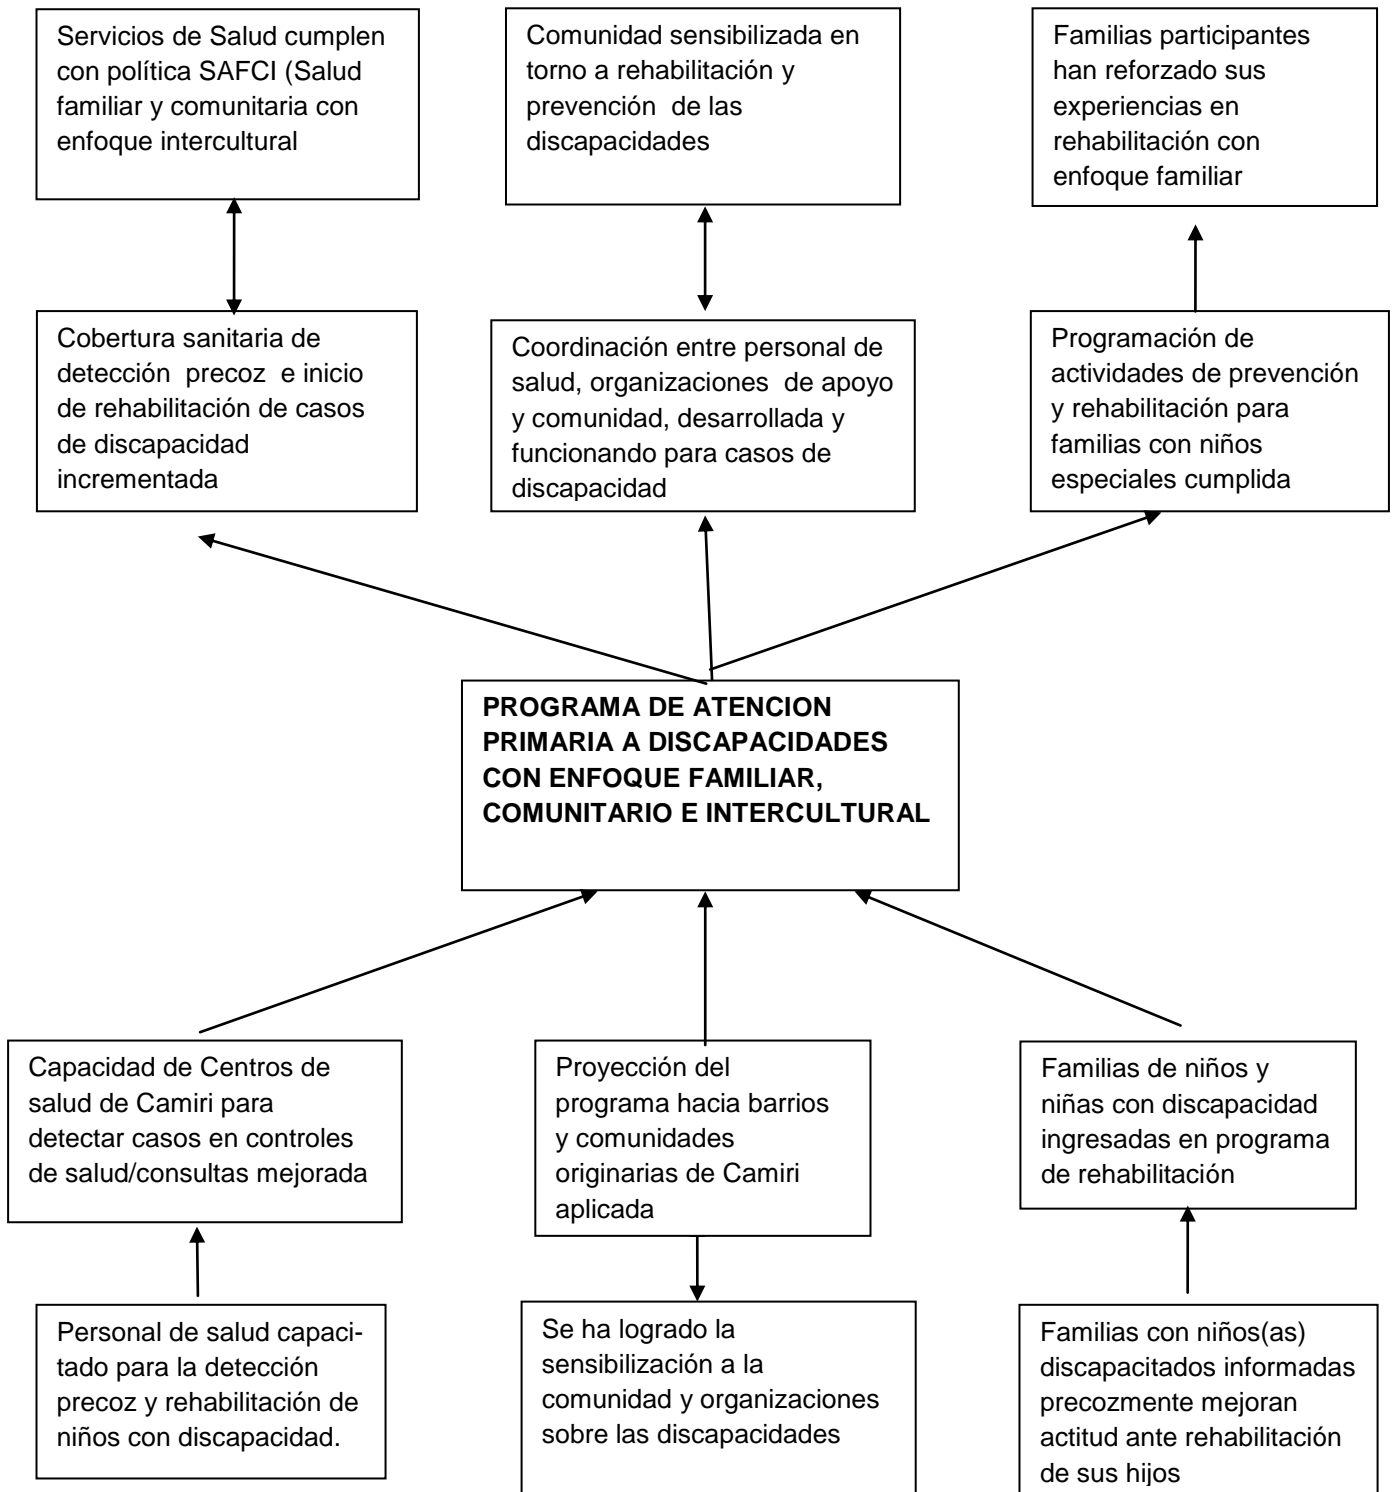 Servicios de Salud cumplen
con política SAFCI (Salud
familiar y comunitaria con
enfoque intercultural
Comunidad sensibilizada en
torno a rehabilitación y
prevención de las
discapacidades
Familias participantes
han reforzado sus
experiencias en
rehabilitación con
enfoque familiar
Cobertura sanitaria de
detección precoz e inicio
de rehabilitación de casos
de discapacidad
incrementada
Coordinación entre personal de
salud, organizaciones de apoyo
y comunidad, desarrollada y
funcionando para casos de
discapacidad
Programación de
actividades de prevención
y rehabilitación para
familias con niños
especiales cumplida
PROGRAMA DE ATENCION
PRIMARIA A DISCAPACIDADES
CON ENFOQUE FAMILIAR,
COMUNITARIO E INTERCULTURAL
Capacidad de Centros de
salud de Camiri para
detectar casos en controles
de salud/consultas mejorada
Proyección del
programa hacia barrios
y comunidades
originarias de Camiri
aplicada
Familias de niños y
niñas con discapacidad
ingresadas en programa
de rehabilitación
Personal de salud capaci-
tado para la detección
precoz y rehabilitación de
niños con discapacidad.
Se ha logrado la
sensibilización a la
comunidad y organizaciones
sobre las discapacidades
Familias con niños(as)
discapacitados informadas
precozmente mejoran
actitud ante rehabilitación
de sus hijos